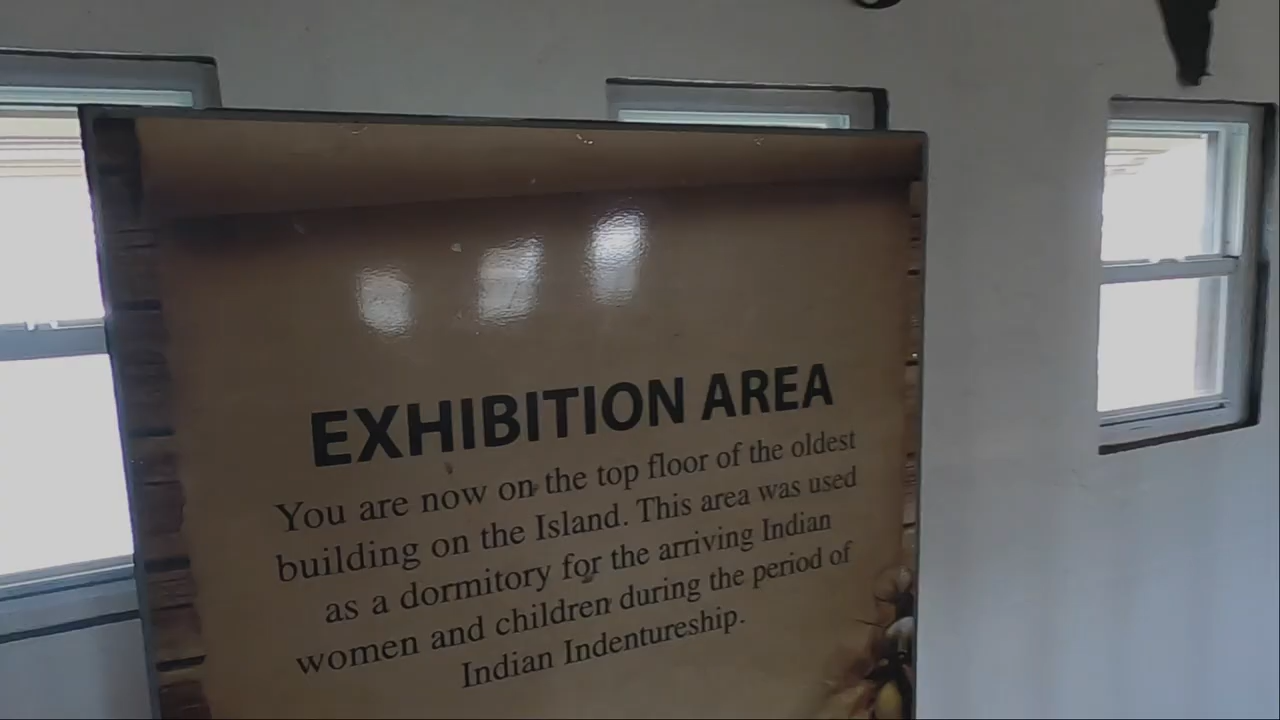 EXHIBITION AREA
You are now on the top floor of the oldest
building on the Island. This area was used
as a dormitory for the arriving Indian
women and children during the period of
Indian Indentureship.